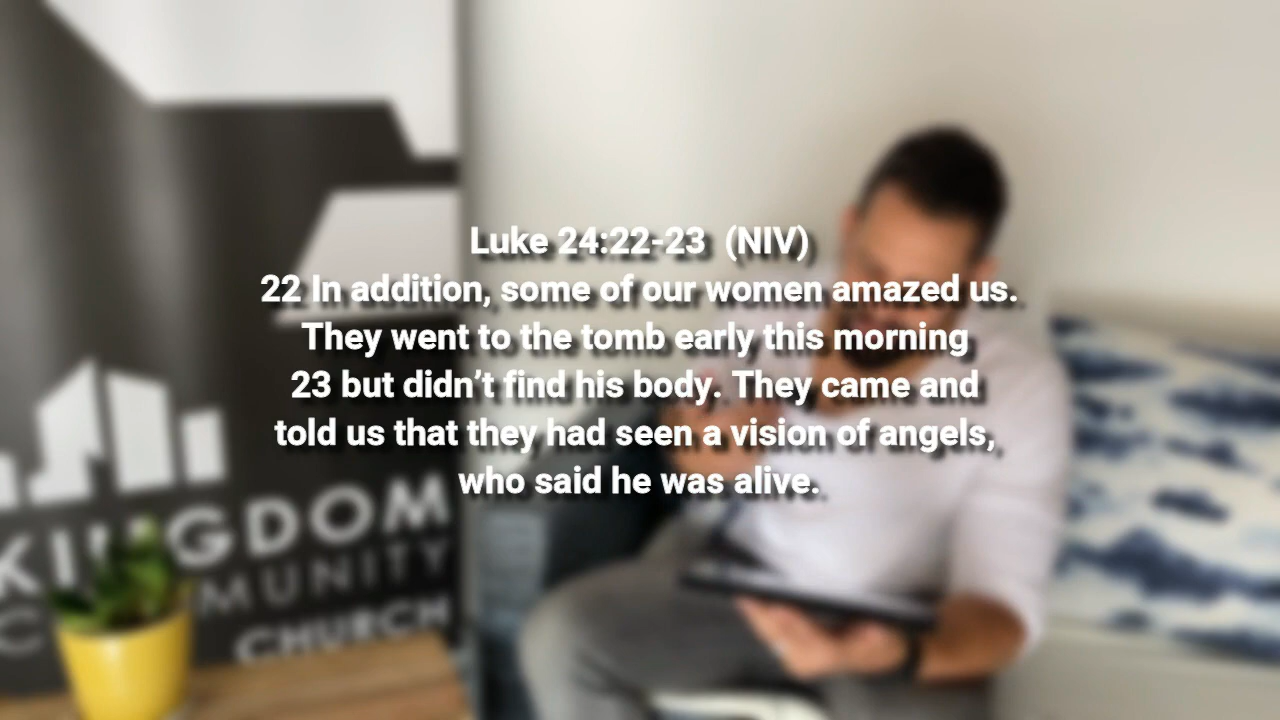 Luke 24:22-23 (NIV)
22 In addition, some of our women amazed us.
They went to the tomb early this morning
23 but didn’t find his body. They came and
told us that they had seen a vision of angels,
who said he was alive.
KINGDOM
COMMUNITY
CHURCH